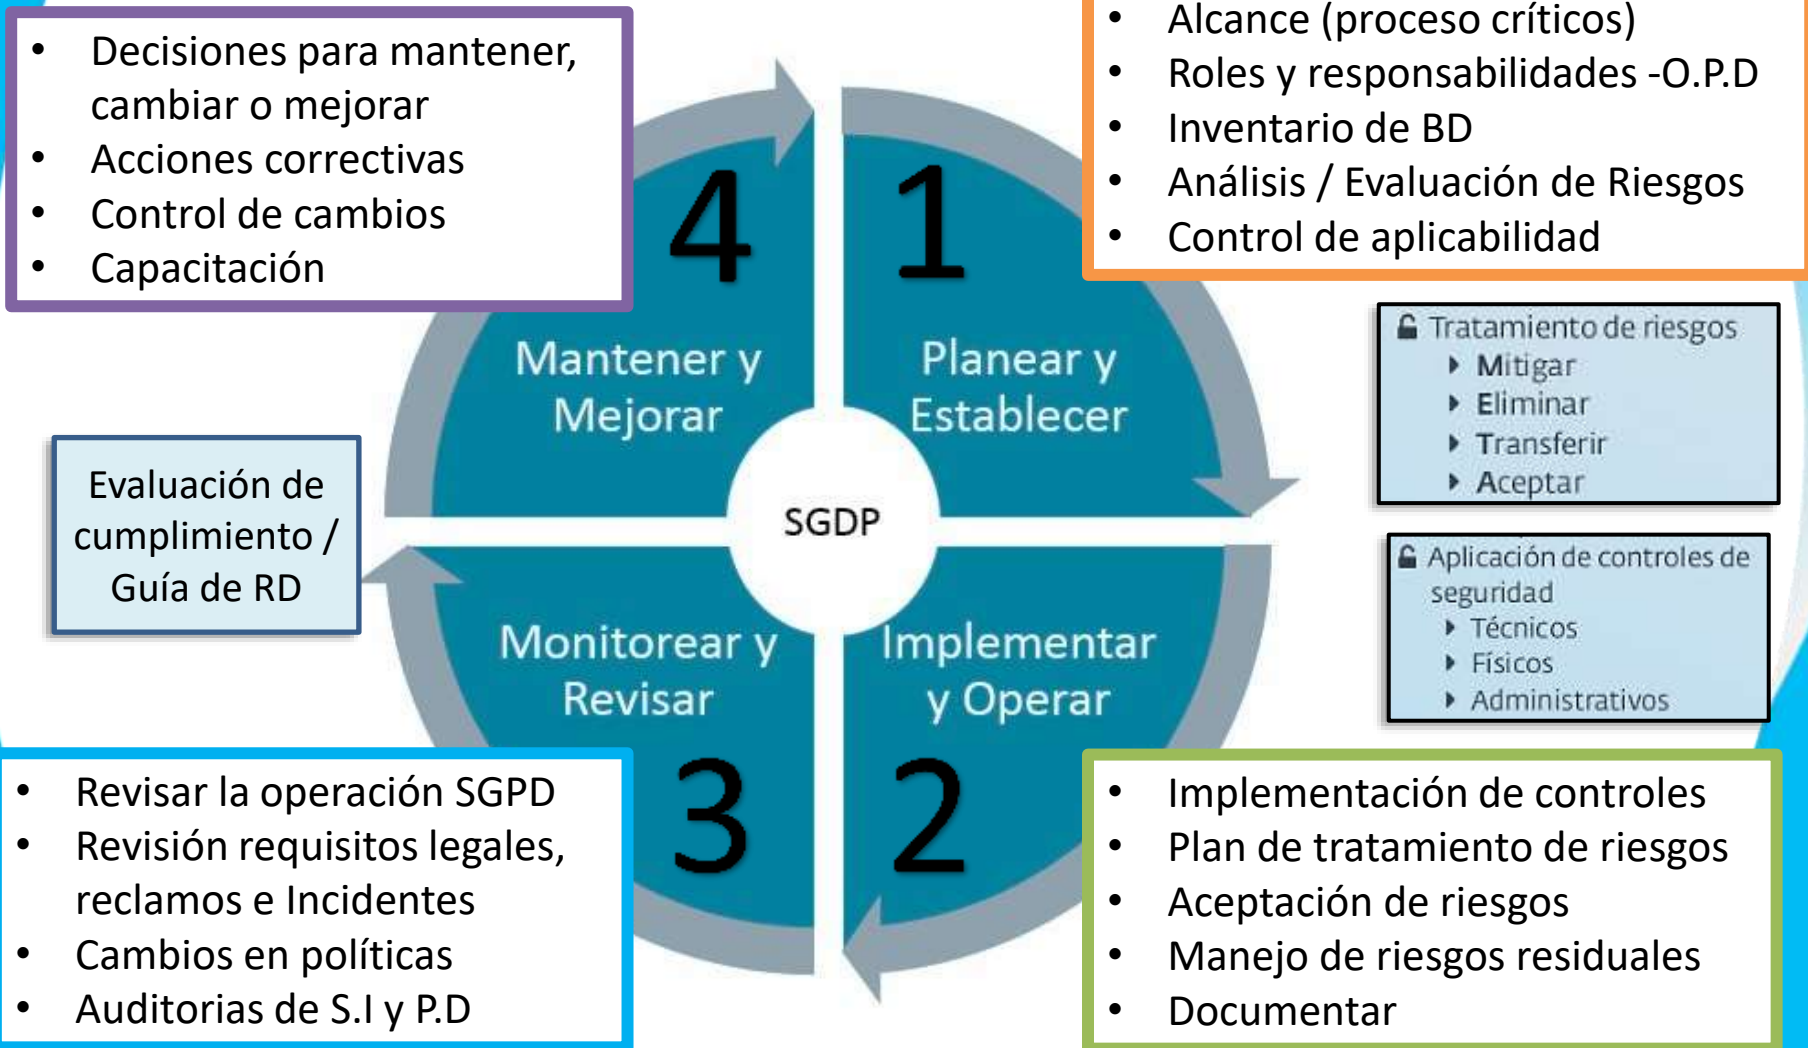 • Decisiones para mantener,
cambiar o mejorar
• Acciones correctivas
• Control de cambios
• Capacitación
• Alcance (proceso críticos)
• Roles y responsabilidades -O.P.D
• Inventario de BD
• Análisis / Evaluación de Riesgos
• Control de aplicabilidad
4
1
Mantener y
Mejorar
Planear y
Establecer
Tratamiento de riesgos
Mitigar
Eliminar
Transferir
Aceptar
Evaluación de
cumplimiento /
Guía de RD
SGDP
Aplicación de controles de
seguridad
Técnicos
Físicos
Administrativos
Monitorear y
Revisar
Implementar
y Operar
3
2
• Revisar la operación SGPD
• Revisión requisitos legales,
reclamos e Incidentes
• Cambios en políticas
• Auditorias de S.I y P.D
• Implementación de controles
• Plan de tratamiento de riesgos
• Aceptación de riesgos
• Manejo de riesgos residuales
• Documentar